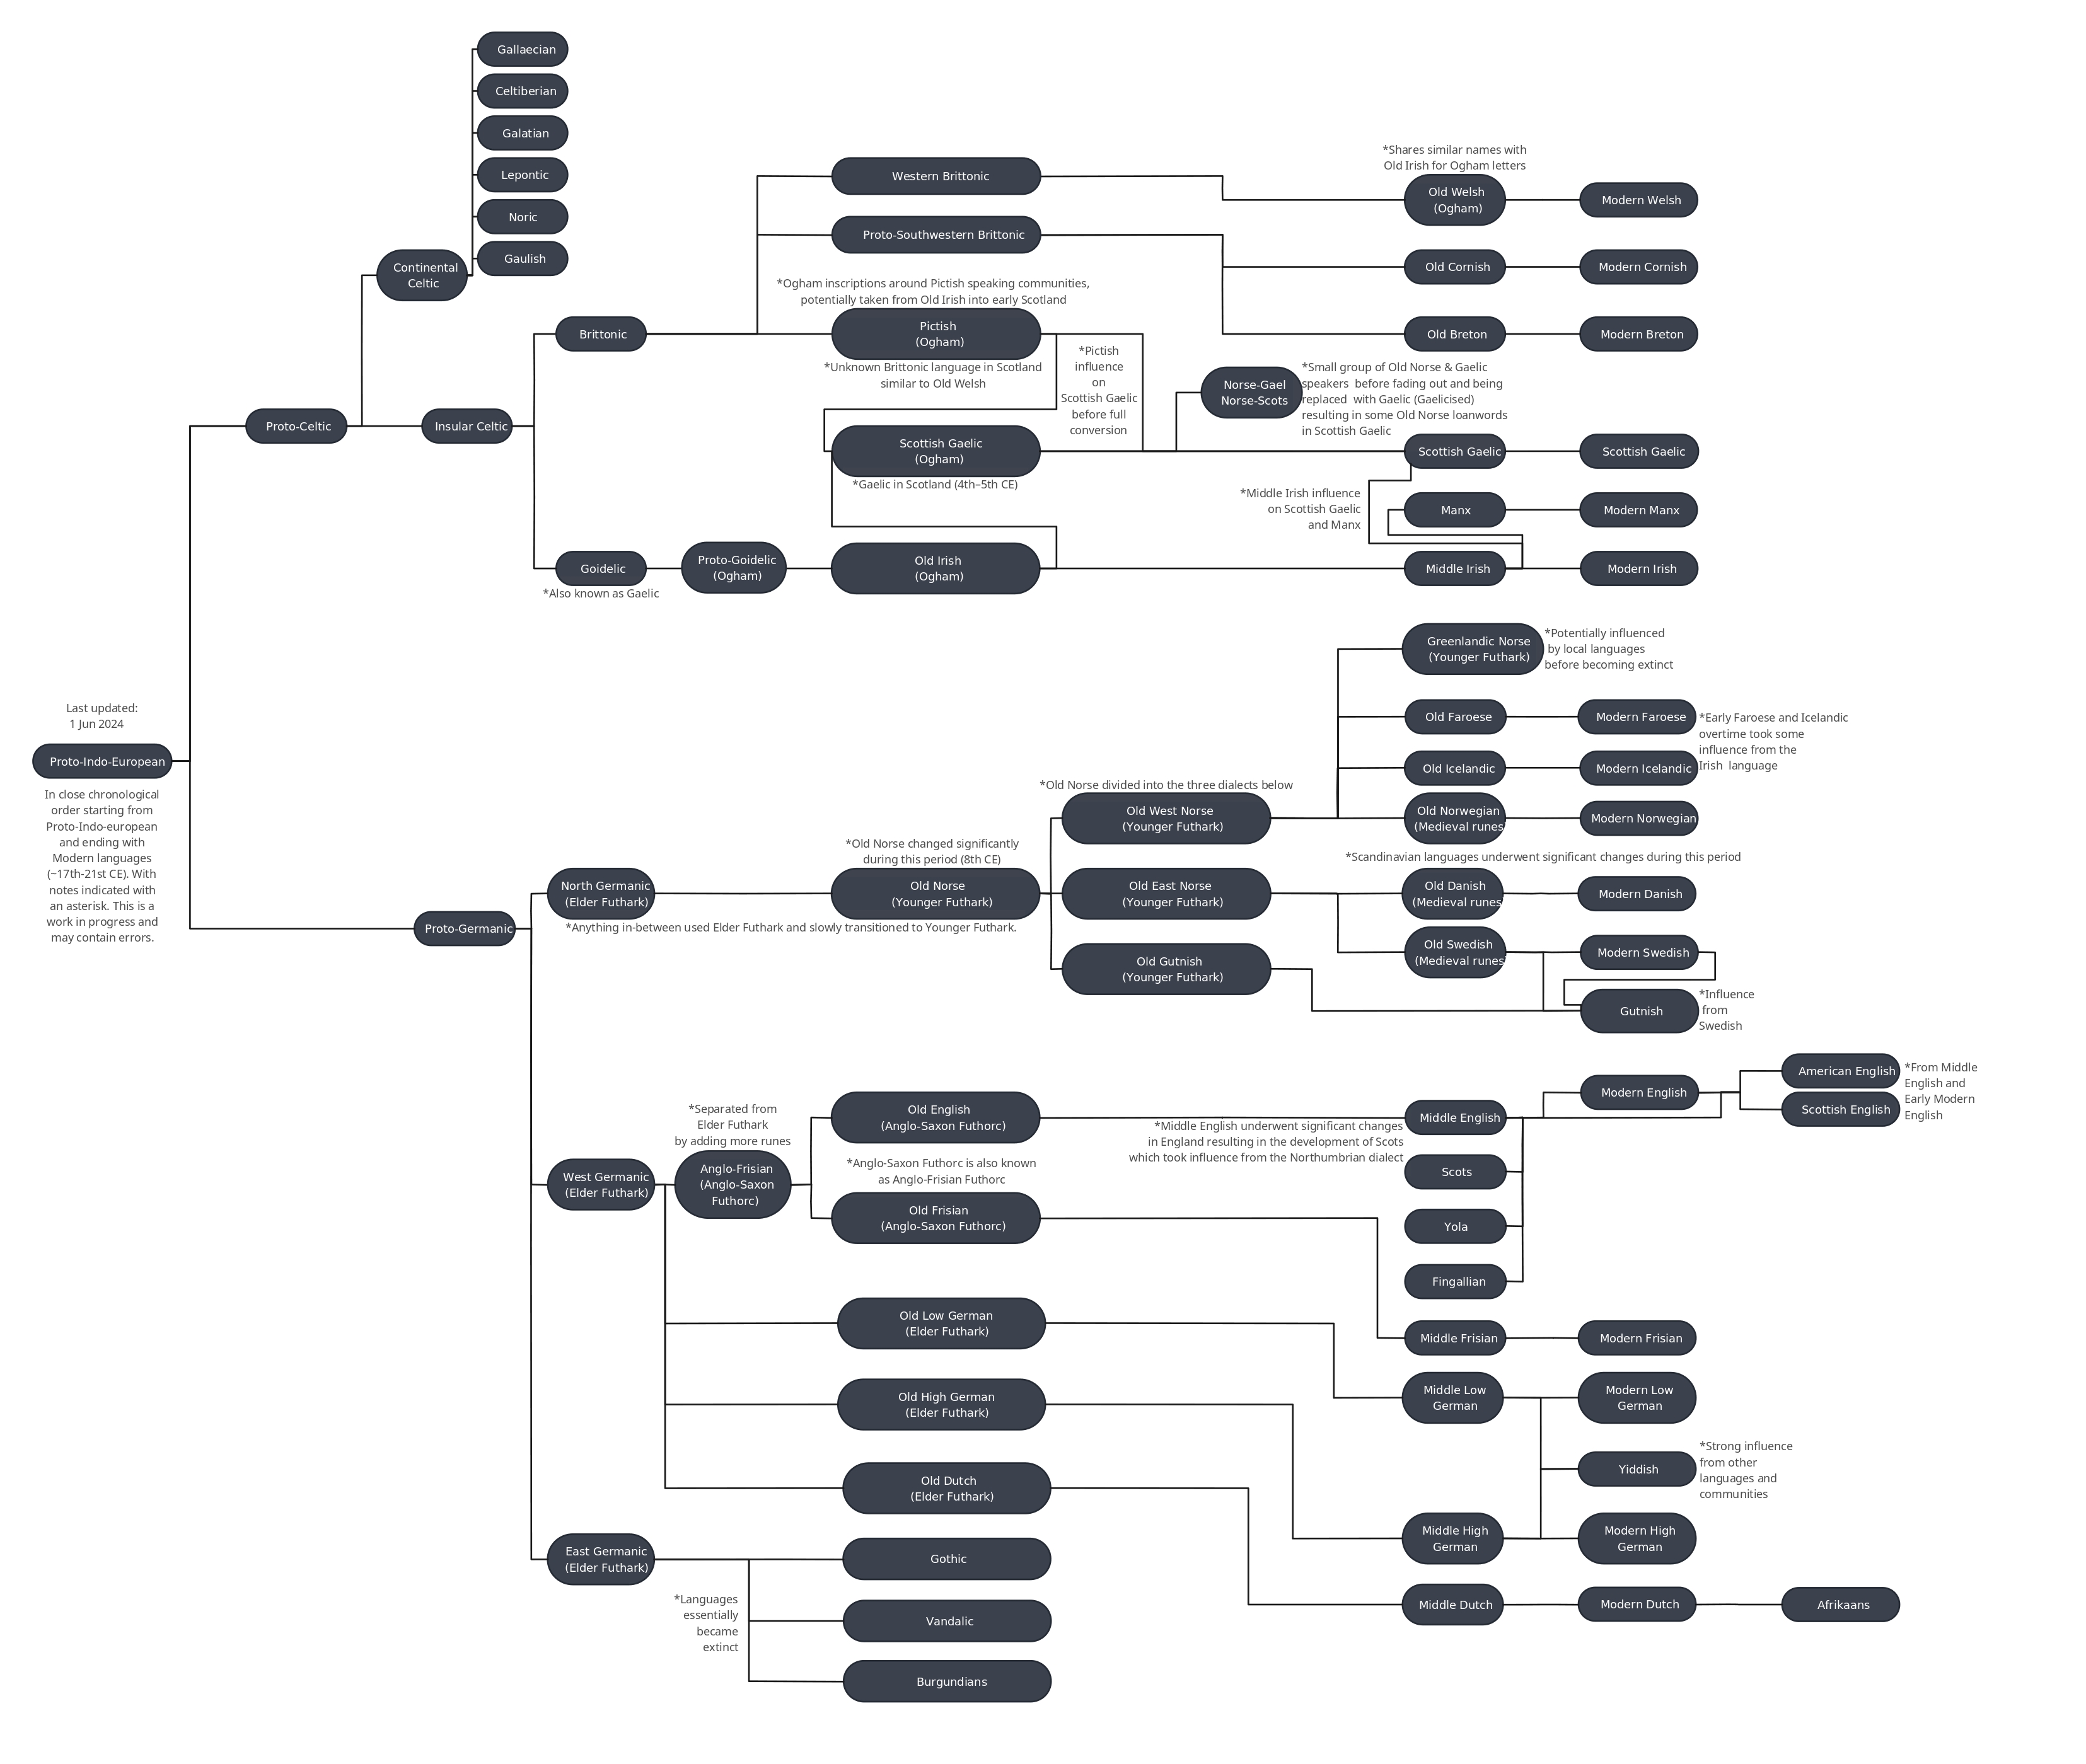 Gallaecian
Celtiberian
Galatian
Lepontic
Noric
Gaulish
Continental
Celtic
Proto-Celtic
Insular Celtic
Brittonic
Western Brittonic
Proto-Southwestern Brittonic
*Ogham inscriptions around Pictish speaking communities,
potentially taken from Old Irish into early Scotland
Pictish
(Ogham)
*Unknown Brittonic language in Scotland
similar to Old Welsh
*Pictish
influence
on
Scottish Gaelic
before full
conversion
Scottish Gaelic
(Ogham)
*Gaelic in Scotland (4th–5th CE)
Goidelic
*Also known as Gaelic
Proto-Goidelic
(Ogham)
Old Irish
(Ogham)
*Shares similar names with
Old Irish for Ogham letters
Old Welsh
(Ogham)
Modern Welsh
Old Cornish
Modern Cornish
Old Breton
Modern Breton
Norse-Gael
Norse-Scots
*Small group of Old Norse & Gaelic
speakers  before fading out and being
replaced  with Gaelic (Gaelicised)
resulting in some Old Norse loanwords
in Scottish Gaelic
Scottish Gaelic
Scottish Gaelic
*Middle Irish influence
on Scottish Gaelic
and Manx
Manx
Modern Manx
Middle Irish
Modern Irish
Last updated:
1 Jun 2024
Proto-Indo-European
In close chronological
order starting from
Proto-Indo-european
and ending with
Modern languages
(~17th-21st CE). With
notes indicated with
an asterisk. This is a
work in progress and
may contain errors.
Proto-Germanic
North Germanic
(Elder Futhark)
*Anything in-between used Elder Futhark and slowly transitioned to Younger Futhark.
*Old Norse changed significantly
during this period (8th CE)
Old Norse
(Younger Futhark)
*Old Norse divided into the three dialects below
Old West Norse
(Younger Futhark)
Old East Norse
(Younger Futhark)
Old Gutnish
(Younger Futhark)
Greenlandic Norse
(Younger Futhark)
*Potentially influenced
by local languages
before becoming extinct
Old Faroese
Modern Faroese
*Early Faroese and Icelandic
overtime took some
influence from the
Irish  language
Old Icelandic
Modern Icelandic
Old Norwegian
(Medieval runes
Modern Norwegian
*Scandinavian languages underwent significant changes during this period
Old Danish
(Medieval runes
Modern Danish
Old Swedish
(Medieval runes
Modern Swedish
Gutnish
*Influence
from
Swedish
West Germanic
(Elder Futhark)
*Separated from
Elder Futhark
by adding more runes
Anglo-Frisian
(Anglo-Saxon
Futhorc)
Old English
(Anglo-Saxon Futhorc)
*Anglo-Saxon Futhorc is also known
as Anglo-Frisian Futhorc
Old Frisian
(Anglo-Saxon Futhorc)
Middle English
*Middle English underwent significant changes
in England resulting in the development of Scots
which took influence from the Northumbrian dialect
Modern English
American English
Scottish English
*From Middle
English and
Early Modern
English
Scots
Yola
Fingallian
Old Low German
(Elder Futhark)
Old High German
(Elder Futhark)
Old Dutch
(Elder Futhark)
Middle Frisian
Modern Frisian
Middle Low
German
Modern Low
German
Yiddish
*Strong influence
from other
languages and
communities
Middle High
German
Modern High
German
Middle Dutch
Modern Dutch
Afrikaans
East Germanic
(Elder Futhark)
*Languages
essentially
became
extinct
Gothic
Vandalic
Burgundians